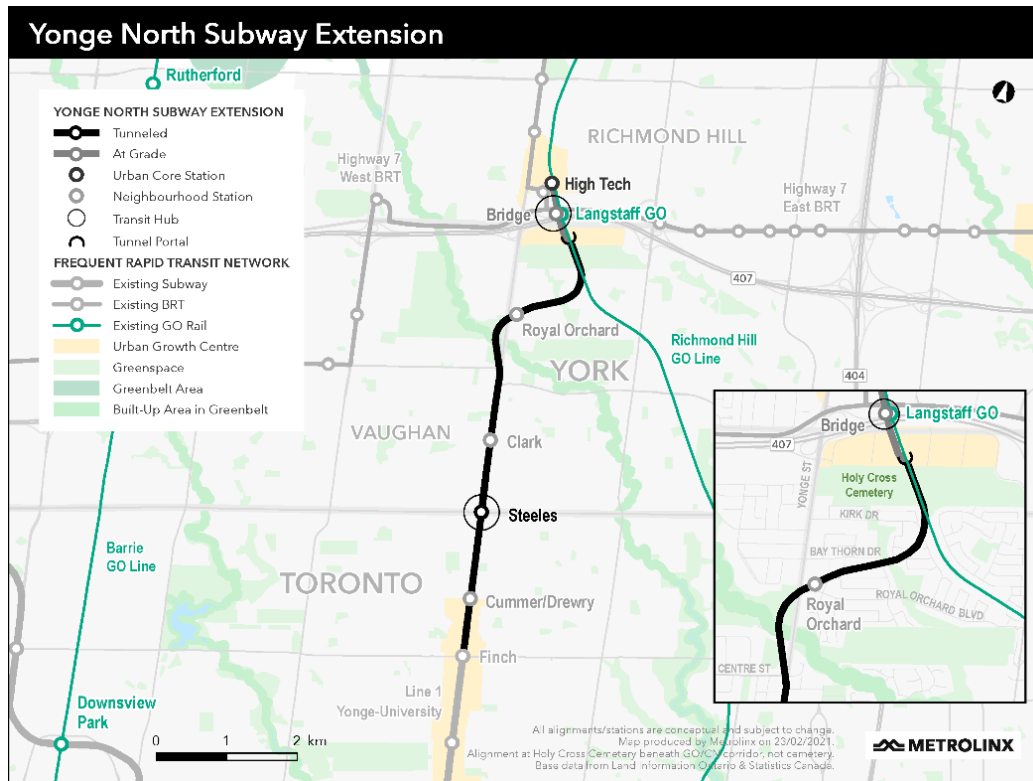 Yonge North Subway Extension
Rutherford
YONGE NORTH SUBWAY EXTENSION
Tunneled
At Grade
Urban Core Station
Neighbourhood Station
Transit Hub
Tunnel Portal
FREQUENT RAPID TRANSIT NETWORK
Existing Subway
Existing BRT
Existing GO Rail
Urban Growth Centre
Greenspace
Greenbelt Area
Built-Up Area in Greenbelt
RICHMOND HILL
Highway 7
West BRT
High Tech
Bridge
Langstaff GO
Highway 7
East BRT
407
Royal Orchard
YORK
Richmond Hill
GO Line
404
VAUGHAN
Clark
Steeles
Barrie
GO Line
TORONTO
Cummer/Drewry
Finch
Line 1
Yonge-University
Downsview
Park
0 1 2 km
Langstaff GO
Bridge
407
YONGE ST
Holy Cross
Cemetery
KIRK DR
BAY THORN DR
Royal
Orchard
ROYAL ORCHARD BLVD
CENTRE ST
All alignments/stations are conceptual and subject to change.
Map produced by Metrolinx on 23/02/2021.
Alignment at Holy Cross Cemetery beneath GO/CN corridor, not cemetery.
Base data from Land Information Ontario & Statistics Canada.
METROLINX